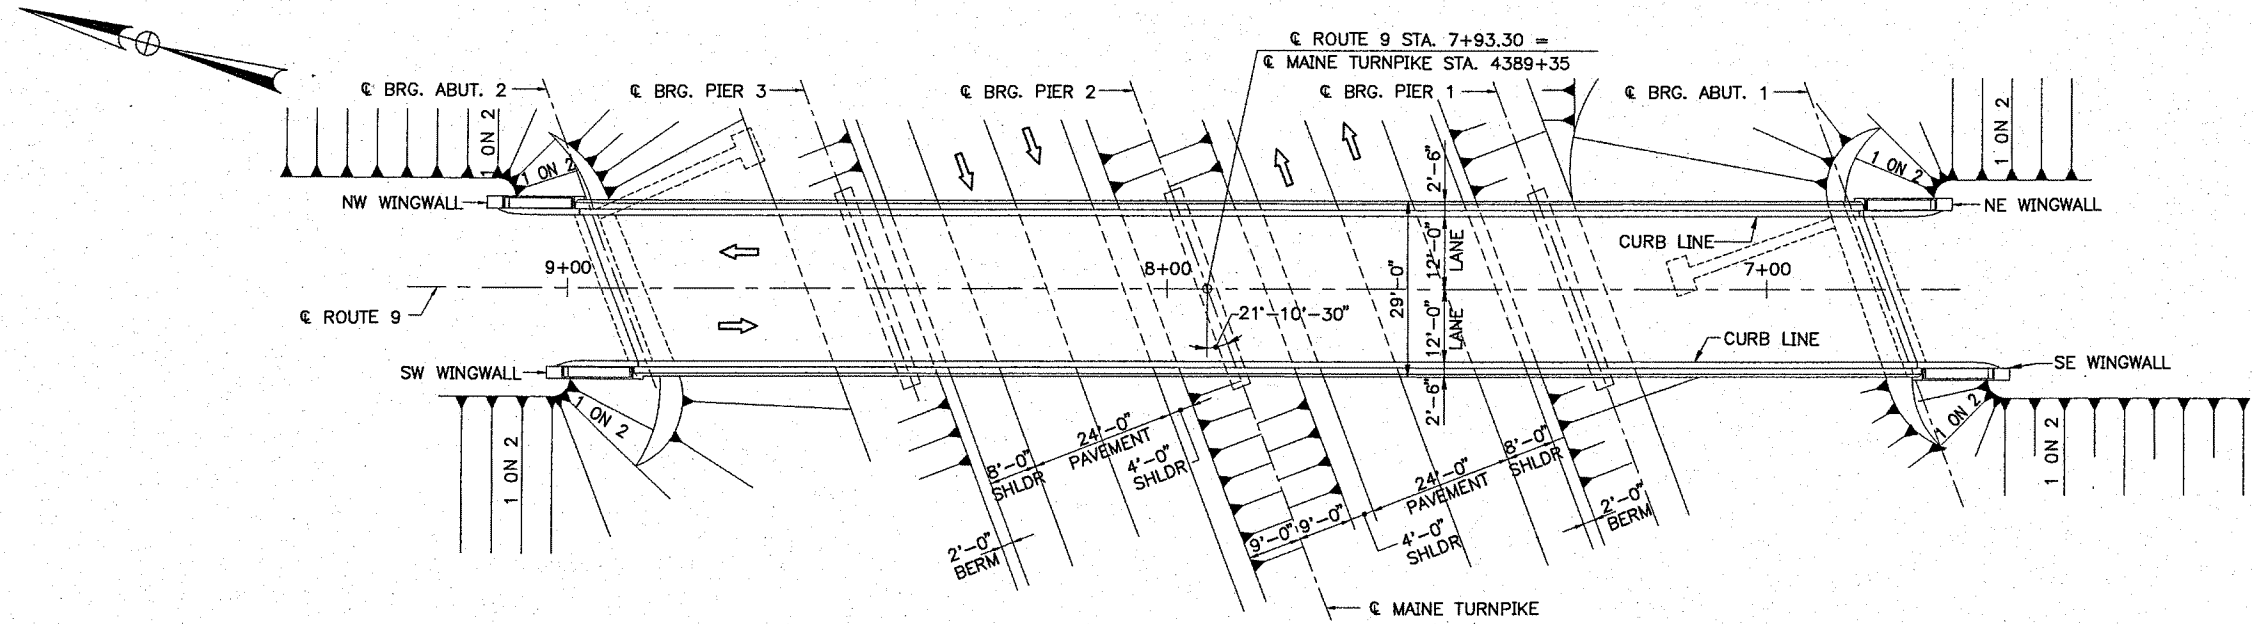 ℄ ROUTE 9 STA. 7+93.30 =
℄ MAINE TURNPIKE STA. 4389+35
℄ BRG. ABUT. 2
℄ BRG. PIER 3
℄ BRG. PIER 2
℄ BRG. PIER 1
℄ BRG. ABUT. 1
1 ON 2
1 ON 2
1 ON 2
1 ON 2
NW WINGWALL
NE WINGWALL
2'-6"
CURB LINE
12'-0"
LANE
29'-0"
9+00
8+00
7+00
℄ ROUTE 9
21'-10'-30"
12'-0"
LANE
CURB LINE
SW WINGWALL
SE WINGWALL
2'-6"
1 ON 2
1 ON 2
1 ON 2
1 ON 2
8'-0"
SHLDR
24'-0"
PAVEMENT
4'-0"
SHLDR
2'-0"
BERM
9'-0"
9'-0"
4'-0"
SHLDR
24'-0"
PAVEMENT
8'-0"
SHLDR
2'-0"
BERM
℄ MAINE TURNPIKE